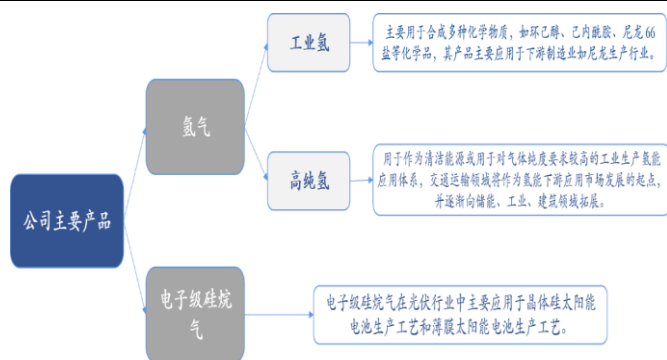 公司主要产品
氢气
工业氢
主要用于合成多种化学物质，如环己醇、己内酰胺、尼龙66
盐等化学品，其产品主要应用于下游制造业如尼龙生产行业。
高纯氢
用于作为清洁能源或用于对气体纯度要求较高的工业生产氢能
应用体系，交通运输领域将作为氢能下游应用市场发展的起点，
并逐渐向储能、工业、建筑领域拓展。
电子级硅烷
气
电子级硅烷气在光伏行业中主要应用于晶体硅太阳能
电池生产工艺和薄膜太阳能电池生产工艺。